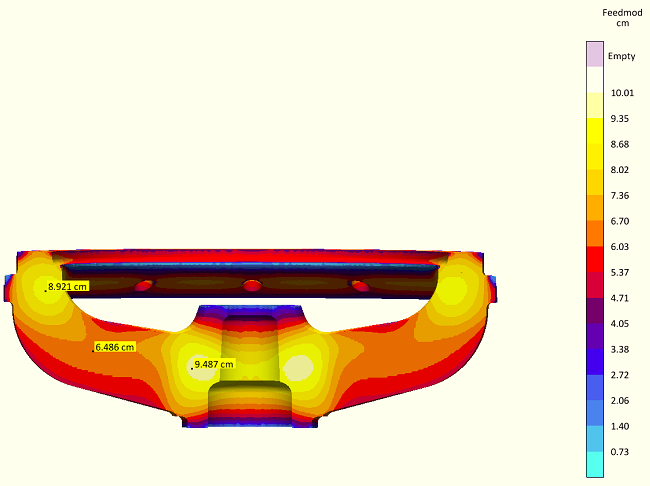 Feedmod
cm
Empty
10.01
9.35
8.68
8.02
7.36
6.70
6.03
5.37
4.71
4.05
3.38
2.72
2.06
1.40
0.73
8.921 cm
6.486 cm
9.487 cm